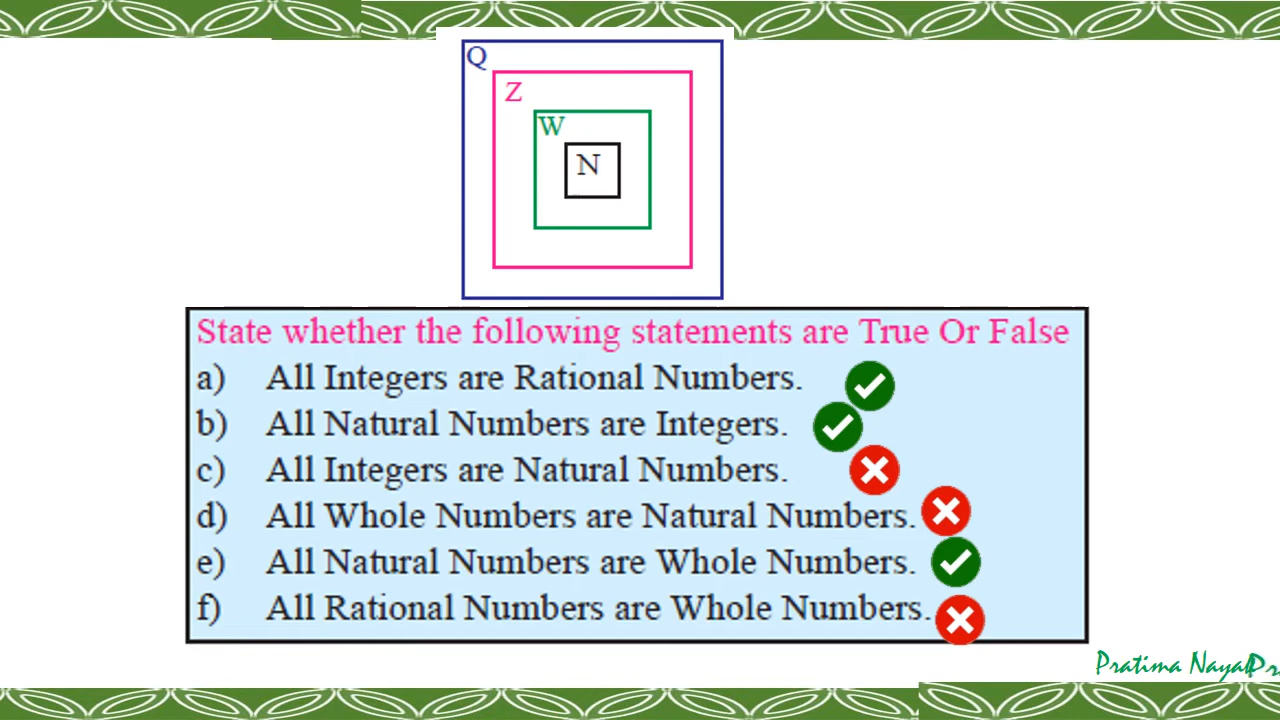 Q
Z
W
N
State whether the following statements are True Or False
a) All Integers are Rational Numbers.
b) All Natural Numbers are Integers.
c) All Integers are Natural Numbers.
d) All Whole Numbers are Natural Numbers.
e) All Natural Numbers are Whole Numbers.
f) All Rational Numbers are Whole Numbers.
Pratima